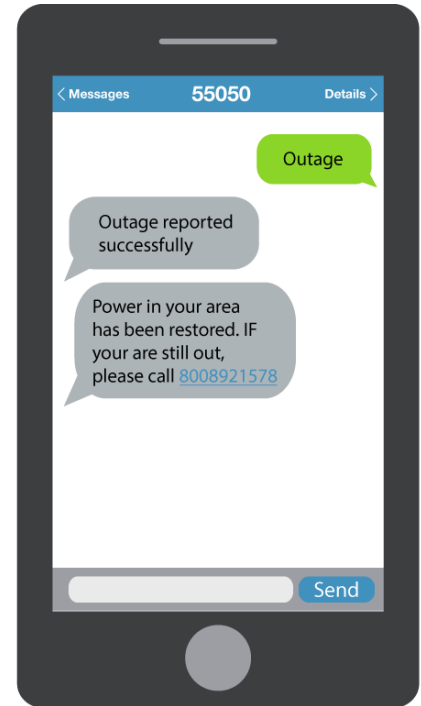 < Messages 55050 Details >
Outage
Outage reported
successfully
Power in your area
has been restored. IF
your are still out,
please call 8008921578
Send